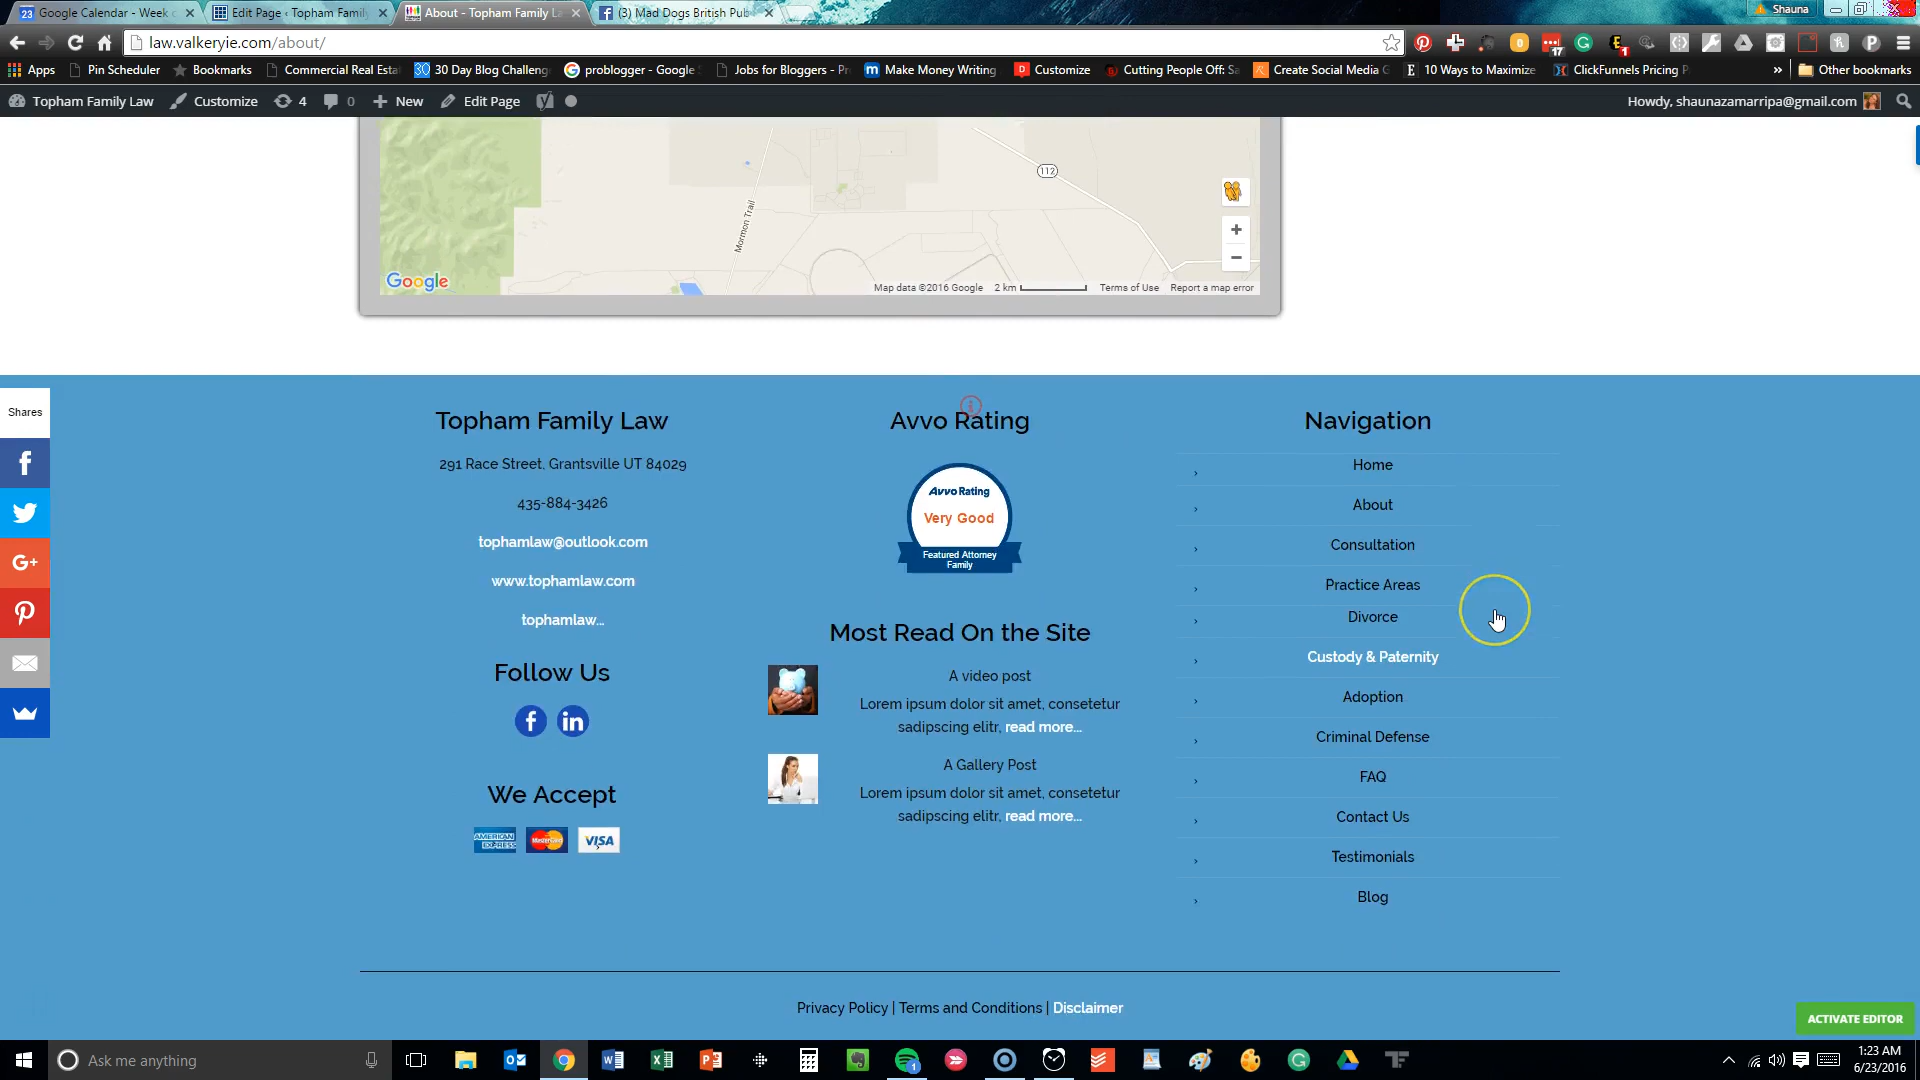 23 Google Calendar - Week
Edit Page ‹ Topham Family
About - Topham Family La
(3) Mad Dogs British Pub
Shauna
law.valkeryie.com/about/
Apps
Pin Scheduler
Bookmarks
Commercial Real Esta
30 Day Blog Challeng
problogger - Google
Jobs for Bloggers - P
Make Money Writing
Customize
Cutting People Off: S
Create Social Media G
10 Ways to Maximize
ClickFunnels Pricing P
» Other bookmarks
Topham Family Law
Customize
4
0
New
Edit Page
Howdy, shaunazamarripa@gmail.com
112
Mormon Trail
Google
Map data ©2016 Google
2 km
Terms of Use
Report a map error
Shares
Topham Family Law
291 Race Street, Grantsville UT 84029
435-884-3426
tophamlaw@outlook.com
www.tophamlaw.com
tophamlaw...
Follow Us
We Accept
AMERICAN EXPRESS
MasterCard
VISA
Avvo Rating
Avvo Rating
Very Good
Featured Attorney
Family
Most Read On the Site
A video post
Lorem ipsum dolor sit amet, consetetur
sadipscing elitr, read more...
A Gallery Post
Lorem ipsum dolor sit amet, consetetur
sadipscing elitr, read more...
Navigation
Home
About
Consultation
Practice Areas
Divorce
Custody & Paternity
Adoption
Criminal Defense
FAQ
Contact Us
Testimonials
Blog
Privacy Policy | Terms and Conditions | Disclaimer
ACTIVATE EDITOR
Ask me anything
1:23 AM
6/23/2016